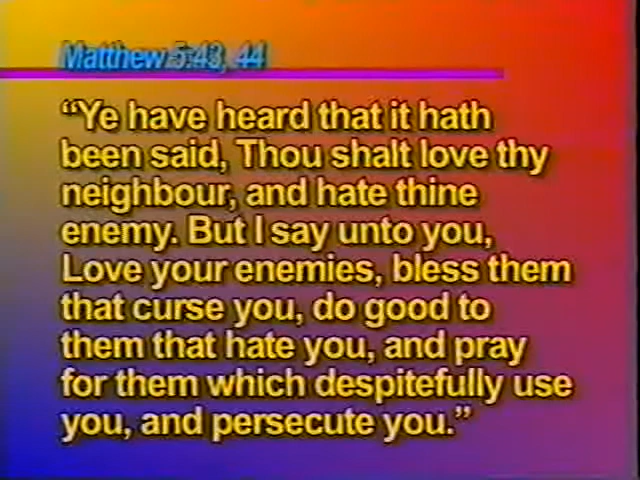 Matthew 5:43, 44
“Ye have heard that it hath
been said, Thou shalt love thy
neighbour, and hate thine
enemy. But I say unto you,
Love your enemies, bless them
that curse you, do good to
them that hate you, and pray
for them which despitefully use
you, and persecute you.”